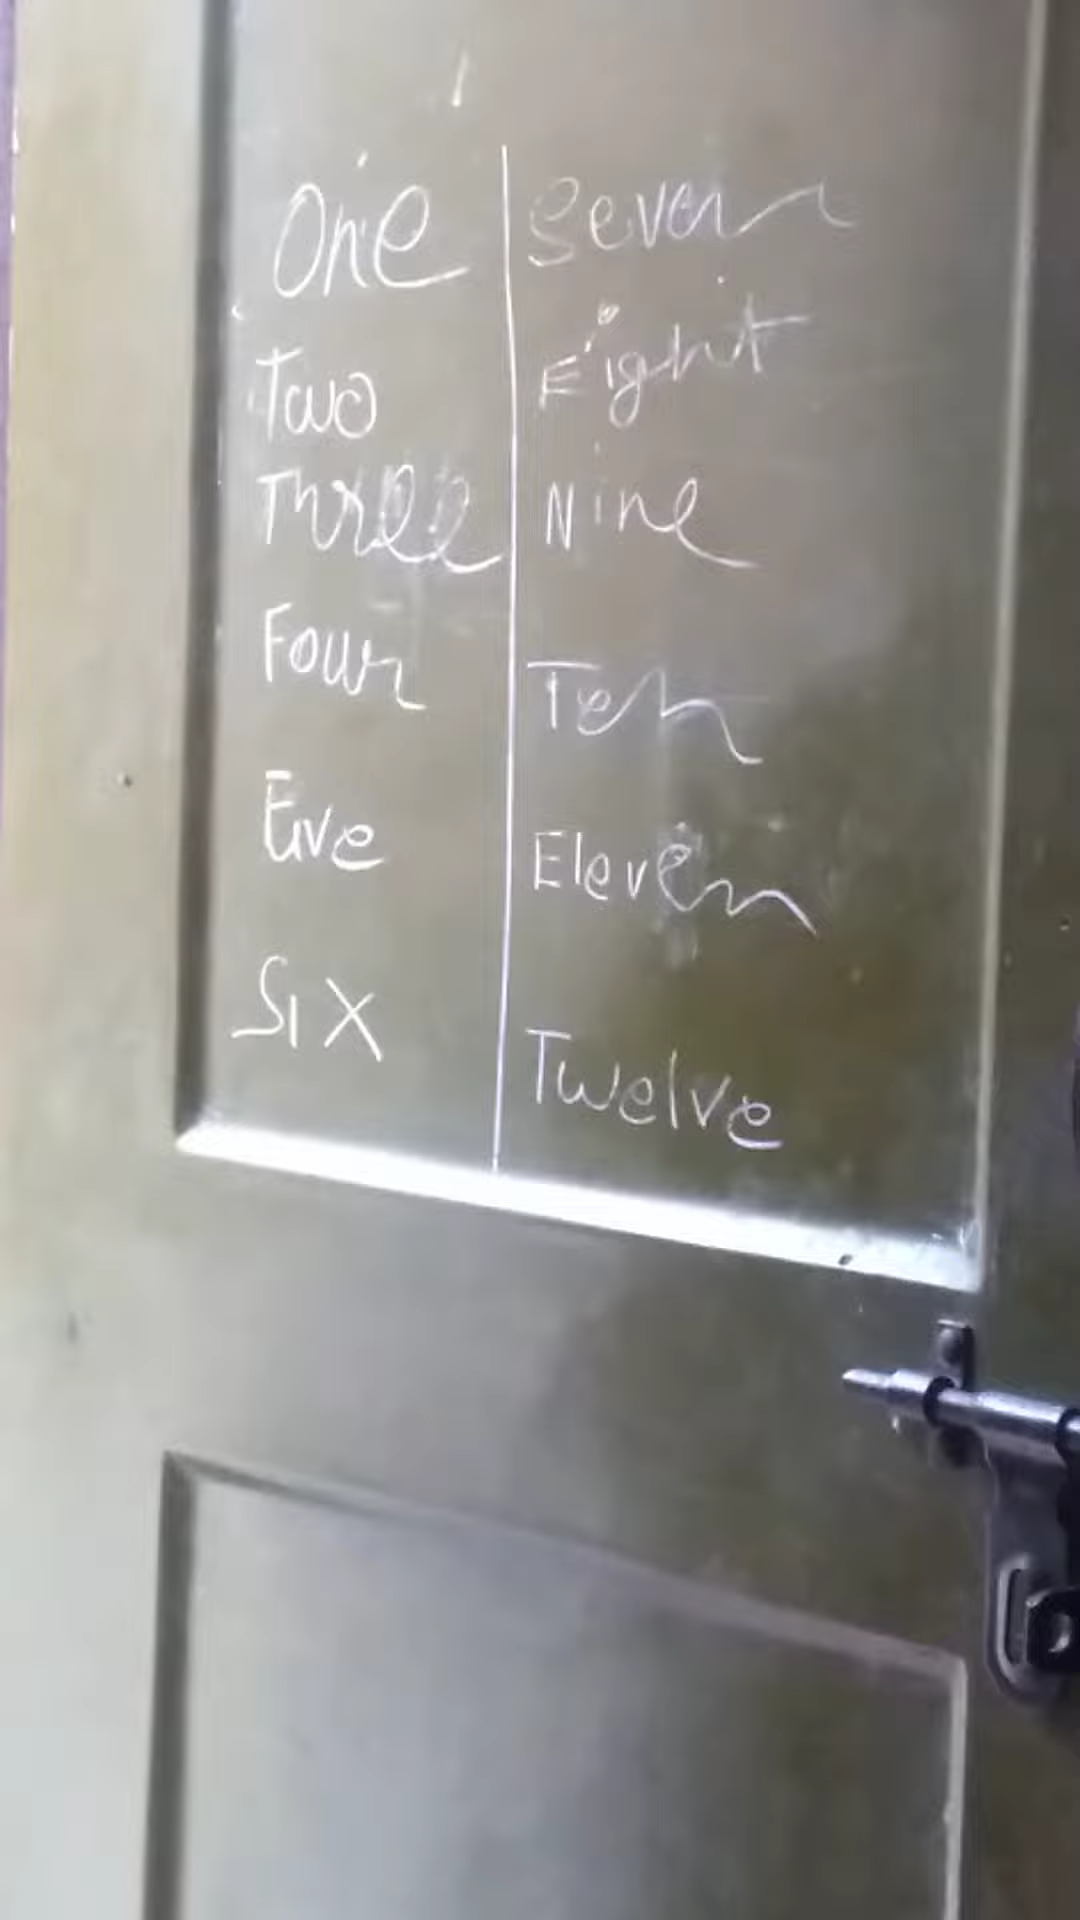 One
Two
Three
Four
Five
Six
Seven
Eight
Nine
Ten
Eleven
Twelve